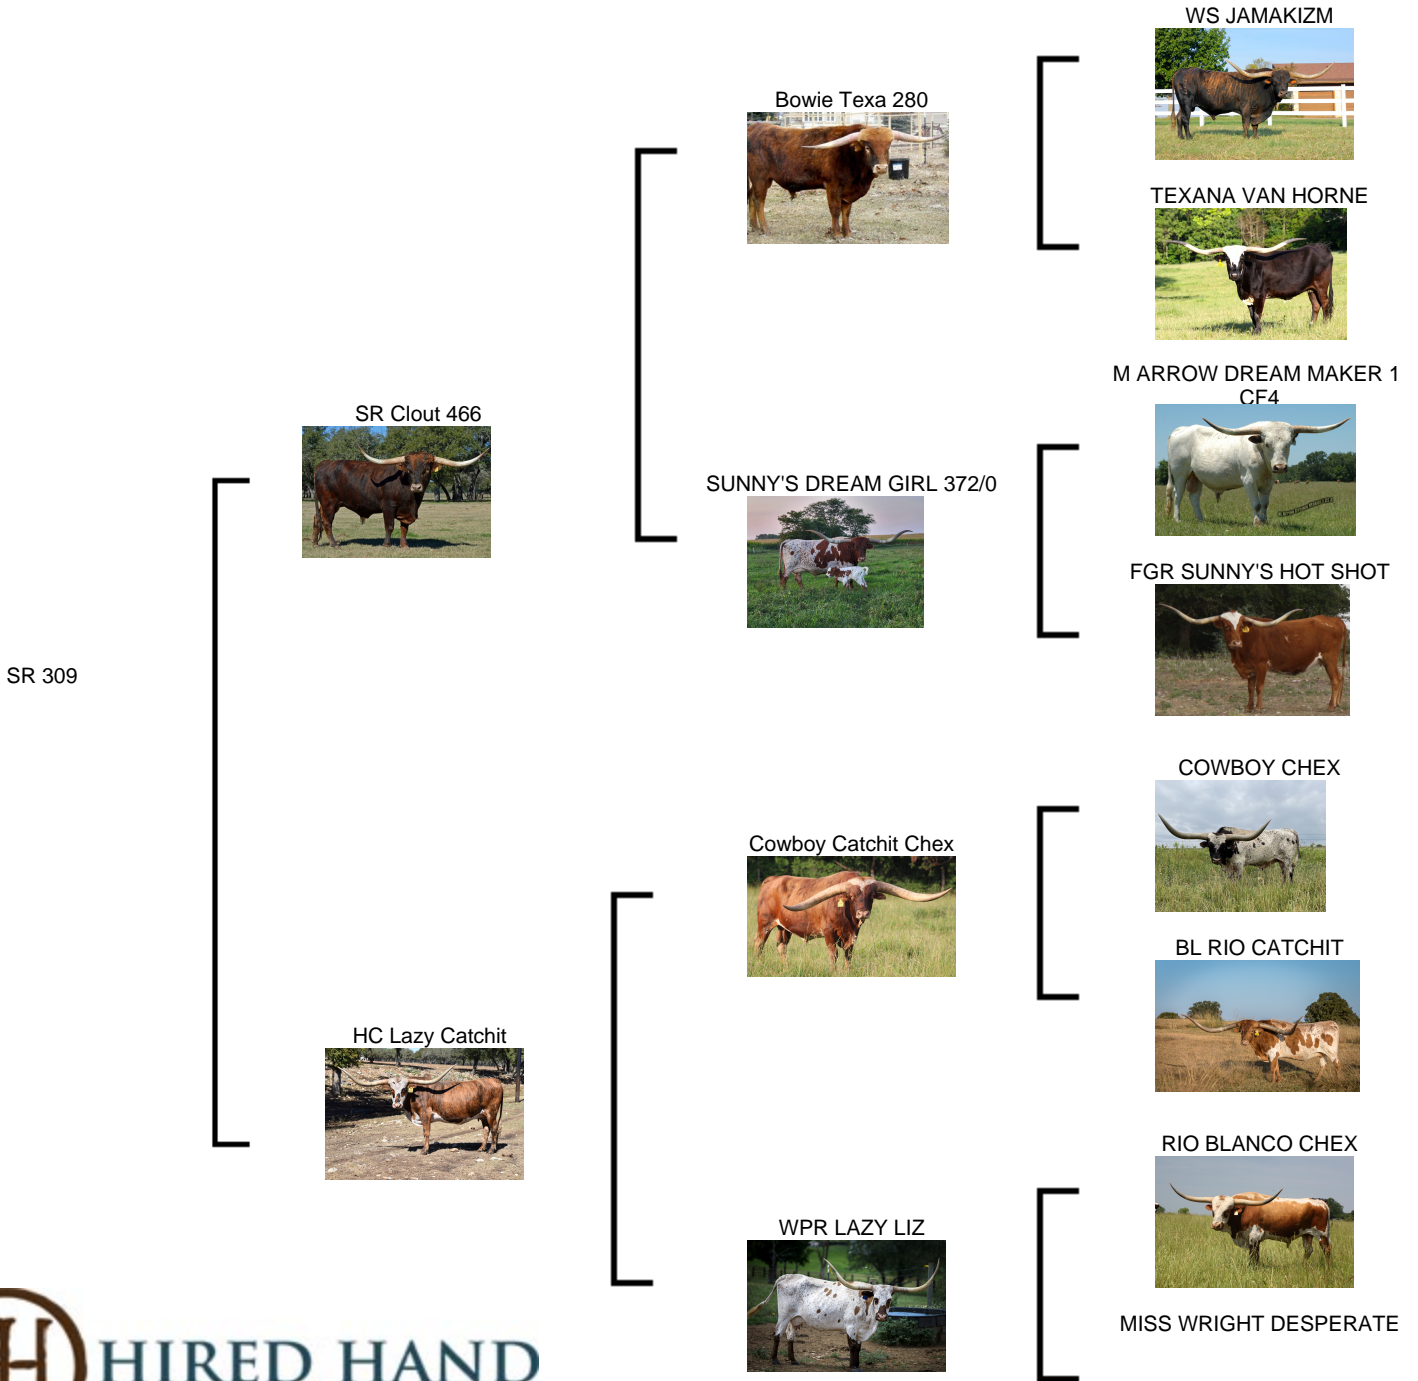 WS JAMAKIZM
Bowie Texa 280
TEXANA VAN HORNE
M ARROW DREAM MAKER 1
CF4
SR Clout 466
SUNNY'S DREAM GIRL 372/0
FGR SUNNY'S HOT SHOT
SR 309
COWBOY CHEX
Cowboy Catchit Chex
BL RIO CATCHIT
HC Lazy Catchit
RIO BLANCO CHEX
WPR LAZY LIZ
MISS WRIGHT DESPERATE
H HIRED HAND